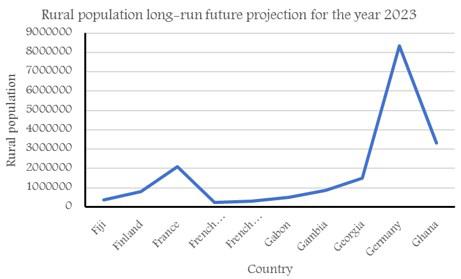 Rural population long-run future projection for the year 2023
Rural population
9000000
8000000
7000000
6000000
5000000
4000000
3000000
2000000
1000000
0
Fiji
Finland
France
French...
French...
Gabon
Gambia
Georgia
Germany
Ghana
Country